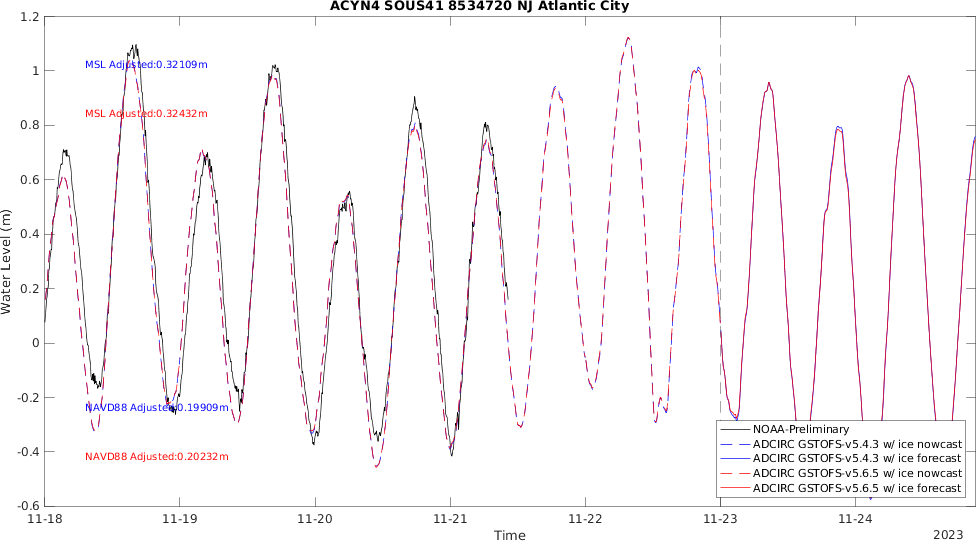 ACYN4 SOUS41 8534720 NJ Atlantic City
1.2
1
0.8
0.6
0.4
0.2
0
-0.2
-0.4
-0.6
Water Level (m)
MSL Adjusted:0.32109m
MSL Adjusted:0.32432m
NAVD88 Adjusted:0.19909m
NAVD88 Adjusted:0.20232m
NOAA-Preliminary
ADCIRC GSTOFS-v5.4.3 w/ ice nowcast
ADCIRC GSTOFS-v5.4.3 w/ ice forecast
ADCIRC GSTOFS-v5.6.5 w/ ice nowcast
ADCIRC GSTOFS-v5.6.5 w/ ice forecast
11-18 11-19 11-20 11-21 11-22 11-23 11-24
Time
2023